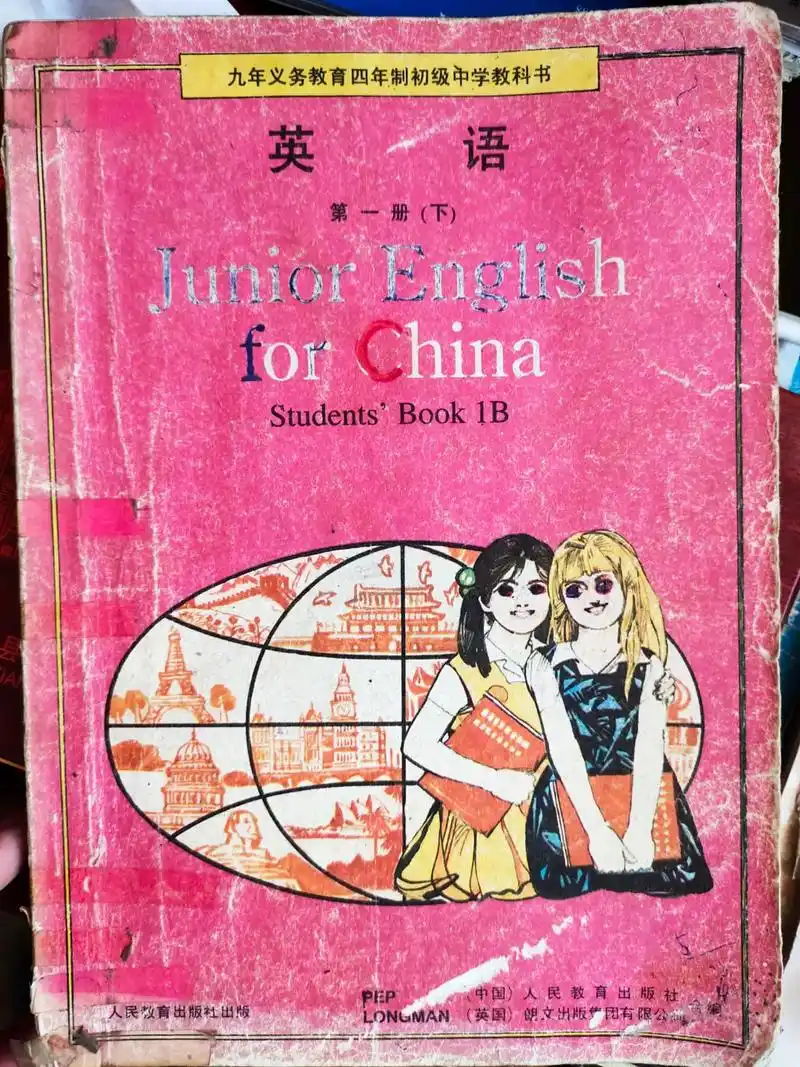 九年义务教育四年制初级中学教科书
英 语
第一册(下)
Junior English
for China
Students' Book 1B
人民教育出版社出版
PEP (中国)人民教育出版社
LONGMAN (英国)朗文出版集团有限公司 合编